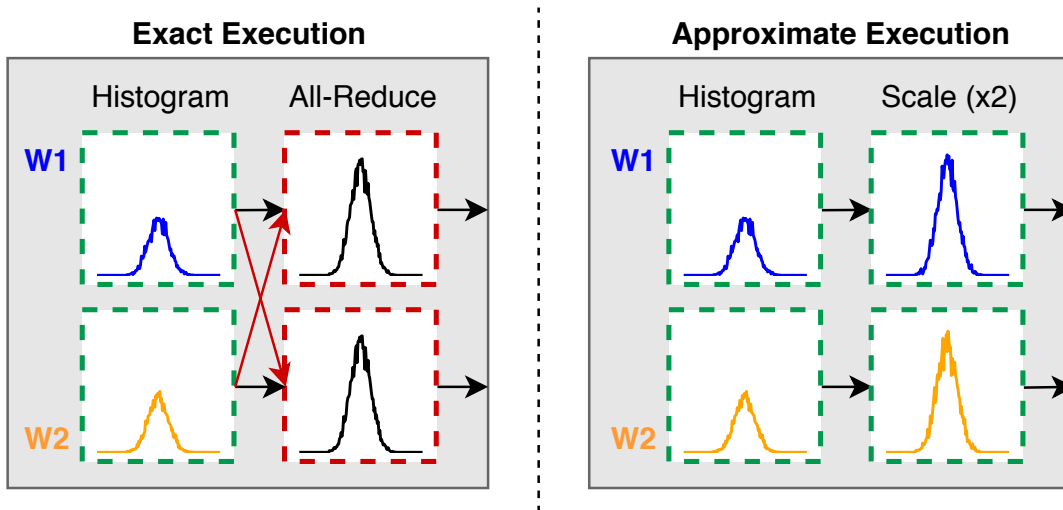 Exact Execution
Histogram All-Reduce
W1
W2
Approximate Execution
Histogram Scale (x2)
W1
W2